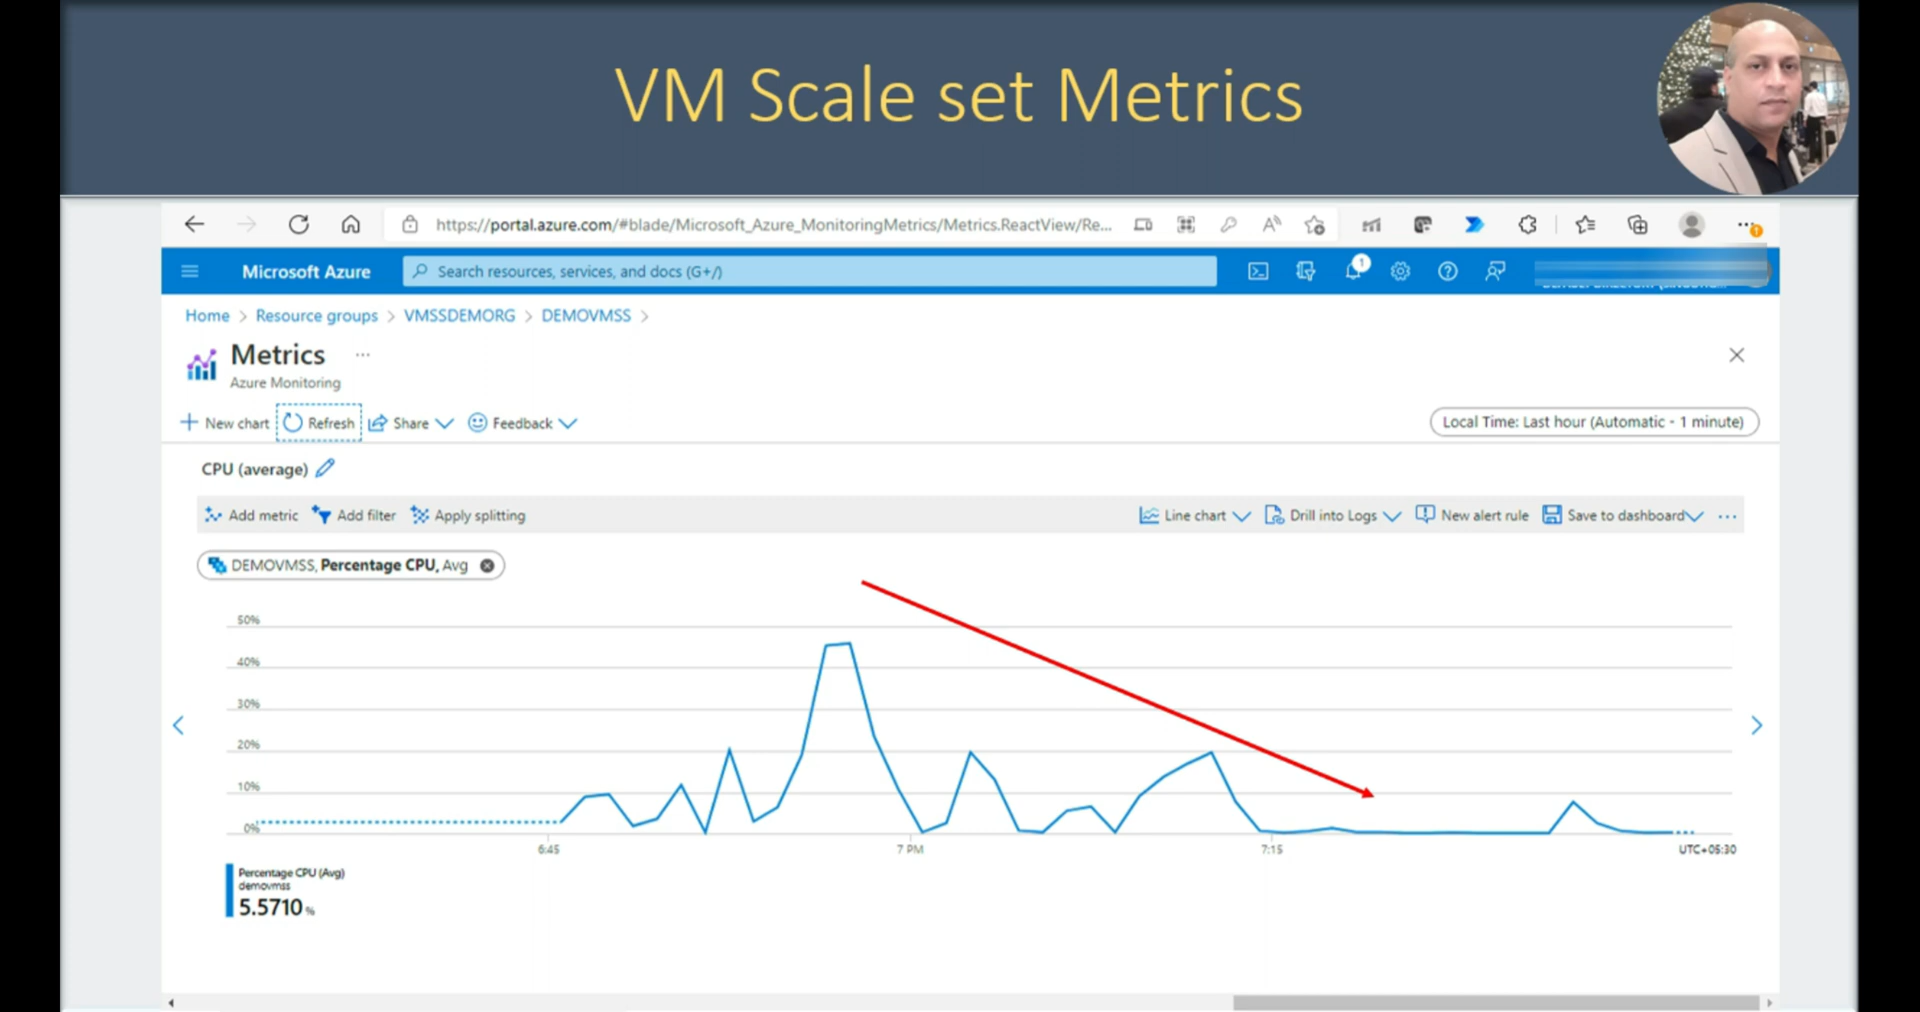 VM Scale set Metrics
https://portal.azure.com/#blade/Microsoft_Azure_MonitoringMetrics/Metrics.ReactView/Re...
Microsoft Azure
Search resources, services, and docs (G+/)
1
Home > Resource groups > VMSSDEMORG > DEMOVMSS >
Metrics ...
Azure Monitoring
New chart Refresh Share Feedback
Local Time: Last hour (Automatic - 1 minute)
CPU (average)
Add metric Add filter Apply splitting Line chart Drill into Logs New alert rule Save to dashboard ...
DEMOVMSS, Percentage CPU, Avg
50%
40%
30%
20%
10%
0%
6:45 7 PM 7:15 UTC+05:30
Percentage CPU (Avg)
demovmss
5.5710 %